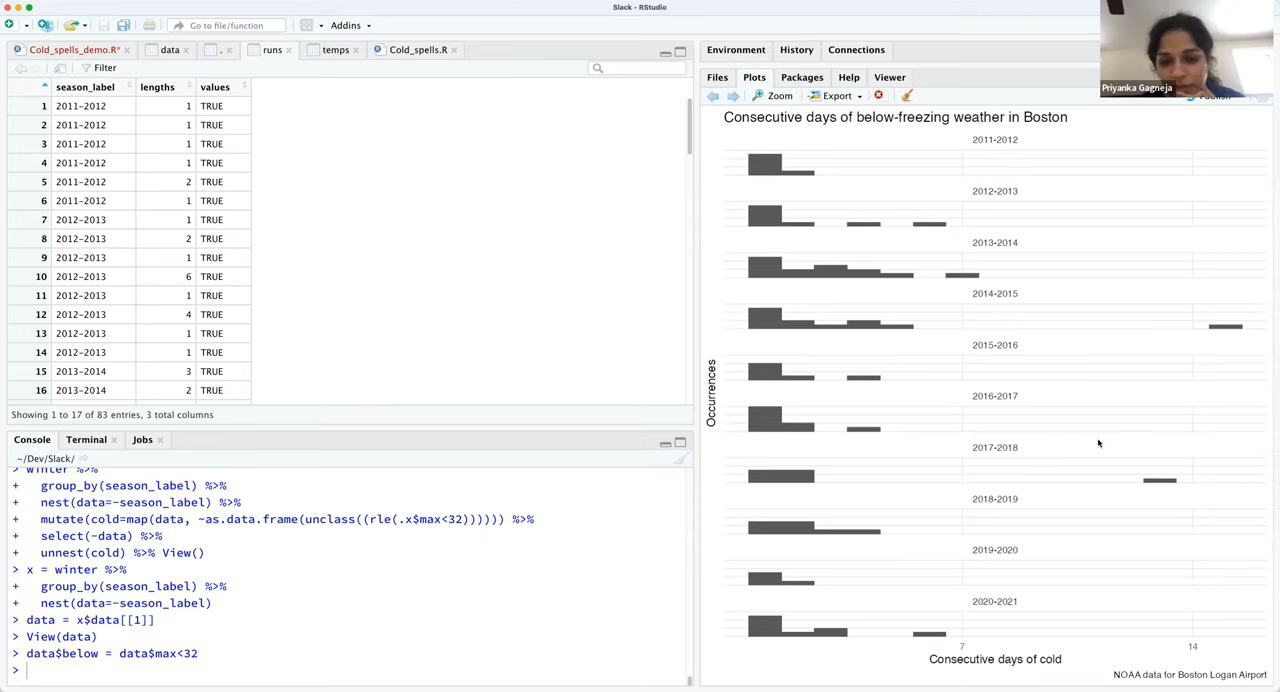 Slack - RStudio
Go to file/function
Addins
Cold_spells_demo.R*
data
.
runs
temps
Cold_spells.R
Filter
season_label lengths values
1 2011-2012 1 TRUE
2 2011-2012 1 TRUE
3 2011-2012 1 TRUE
4 2011-2012 1 TRUE
5 2011-2012 2 TRUE
6 2011-2012 1 TRUE
7 2012-2013 1 TRUE
8 2012-2013 2 TRUE
9 2012-2013 1 TRUE
10 2012-2013 6 TRUE
11 2012-2013 1 TRUE
12 2012-2013 4 TRUE
13 2012-2013 1 TRUE
14 2012-2013 1 TRUE
15 2013-2014 3 TRUE
16 2013-2014 2 TRUE
Showing 1 to 17 of 83 entries, 3 total columns
Console Terminal Jobs
~/Dev/Slack/
> winter %>%
+ group_by(season_label) %>%
+ nest(data=-season_label) %>%
+ mutate(cold=map(data, ~as.data.frame(unclass((rle(.x$max<32)))))) %>%
+ select(-data) %>%
+ unnest(cold) %>% View()
> x = winter %>%
+ group_by(season_label) %>%
+ nest(data=-season_label)
> data = x$data[[1]]
> View(data)
> data$below = data$max<32
>
Environment History Connections
Files Plots Packages Help Viewer
Zoom Export
Priyanka Gagneja
Consecutive days of below-freezing weather in Boston
2011-2012
2012-2013
2013-2014
2014-2015
2015-2016
2016-2017
2017-2018
2018-2019
2019-2020
2020-2021
Occurrences
7 14
Consecutive days of cold
NOAA data for Boston Logan Airport